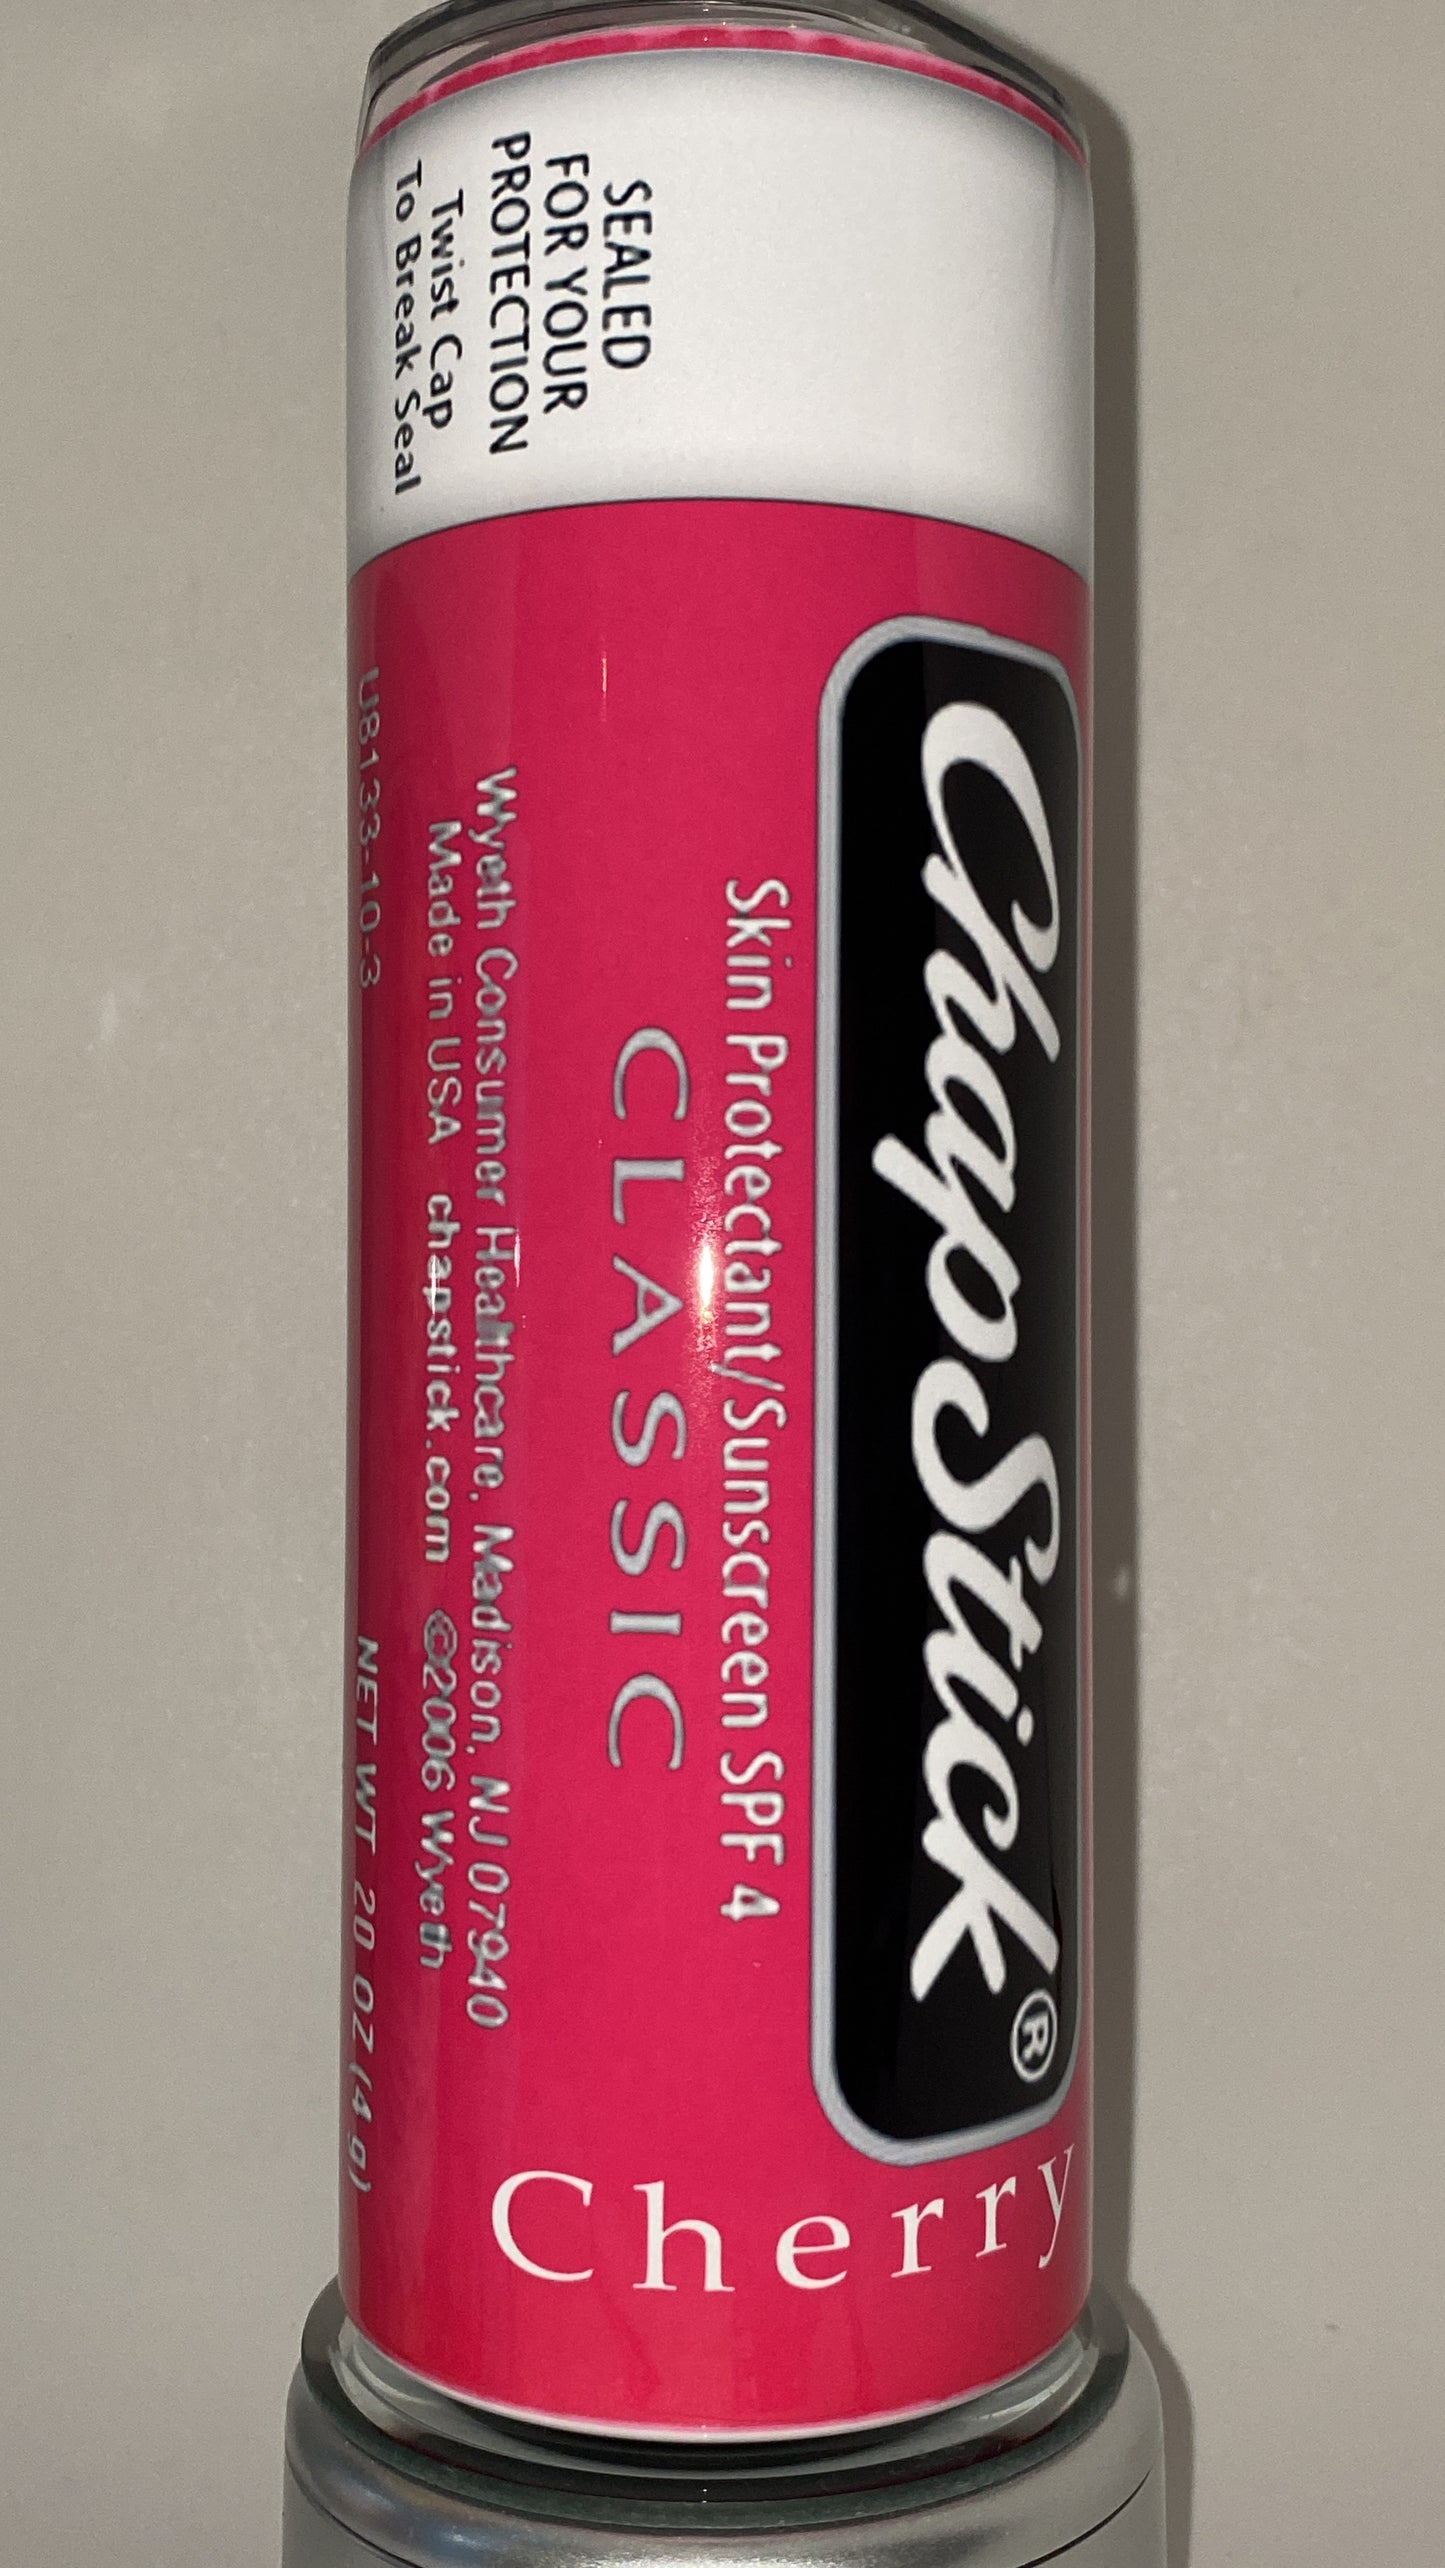 SEALED
FOR YOUR
PROTECTION
Twist Cap
To Break Seal
ChapStick®
Skin Protectant/Sunscreen SPF 4
CLASSIC
Wyeth Consumer Healthcare, Madison, NJ 07940
Made in USA chapstick.com ©2006 Wyeth
U8133-10-3 NET WT .20 OZ (4 g)
Cherry